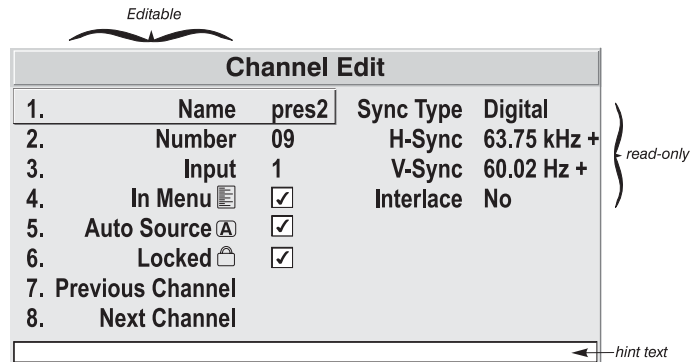 Editable
Channel Edit
1. Name pres2 Sync Type Digital
2. Number 09 H-Sync 63.75 kHz +
3. Input 1 V-Sync 60.02 Hz +
read-only
4. In Menu Interlace No
5. Auto Source A
6. Locked
7. Previous Channel
8. Next Channel
hint text